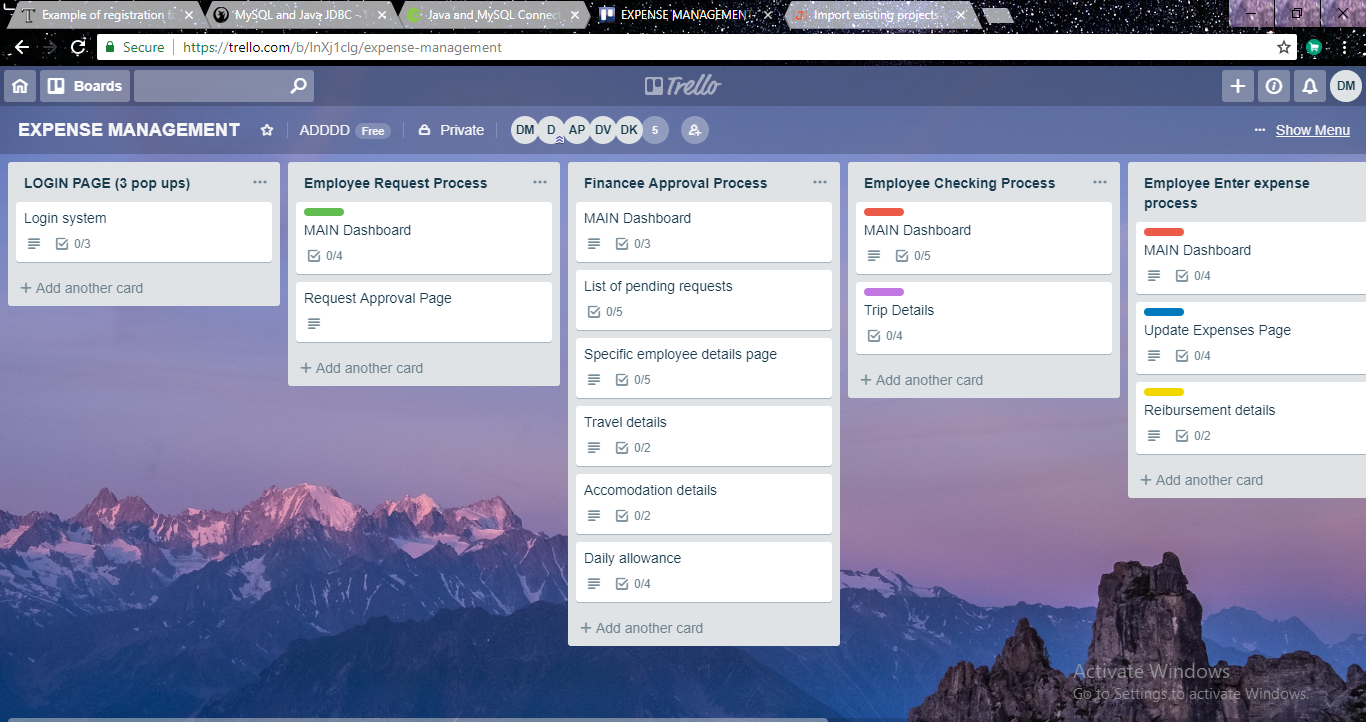 Example of registration f
MySQL and Java JDBC - T
Java and MySQL Connect
EXPENSE MANAGEMEN
Import existing projects
Secure https://trello.com/b/
/expense-management
Boards
Trello
DM
EXPENSE MANAGEMENT
ADDDD Free
Private
DM D AP DV DK 5
Show Menu
LOGIN PAGE (3 pop ups)
Login system
0/3
+ Add another card
Employee Request Process
MAIN Dashboard
0/4
Request Approval Page
+ Add another card
Financee Approval Process
MAIN Dashboard
0/3
List of pending requests
0/5
Specific employee details page
0/5
Travel details
0/2
Accomodation details
0/2
Daily allowance
0/4
+ Add another card
Employee Checking Process
MAIN Dashboard
0/5
Trip Details
0/4
+ Add another card
Employee Enter expense
process
MAIN Dashboard
0/4
Update Expenses Page
0/4
Reibursement details
0/2
+ Add another card
Activate Windows
Go to Settings to activate Windows.